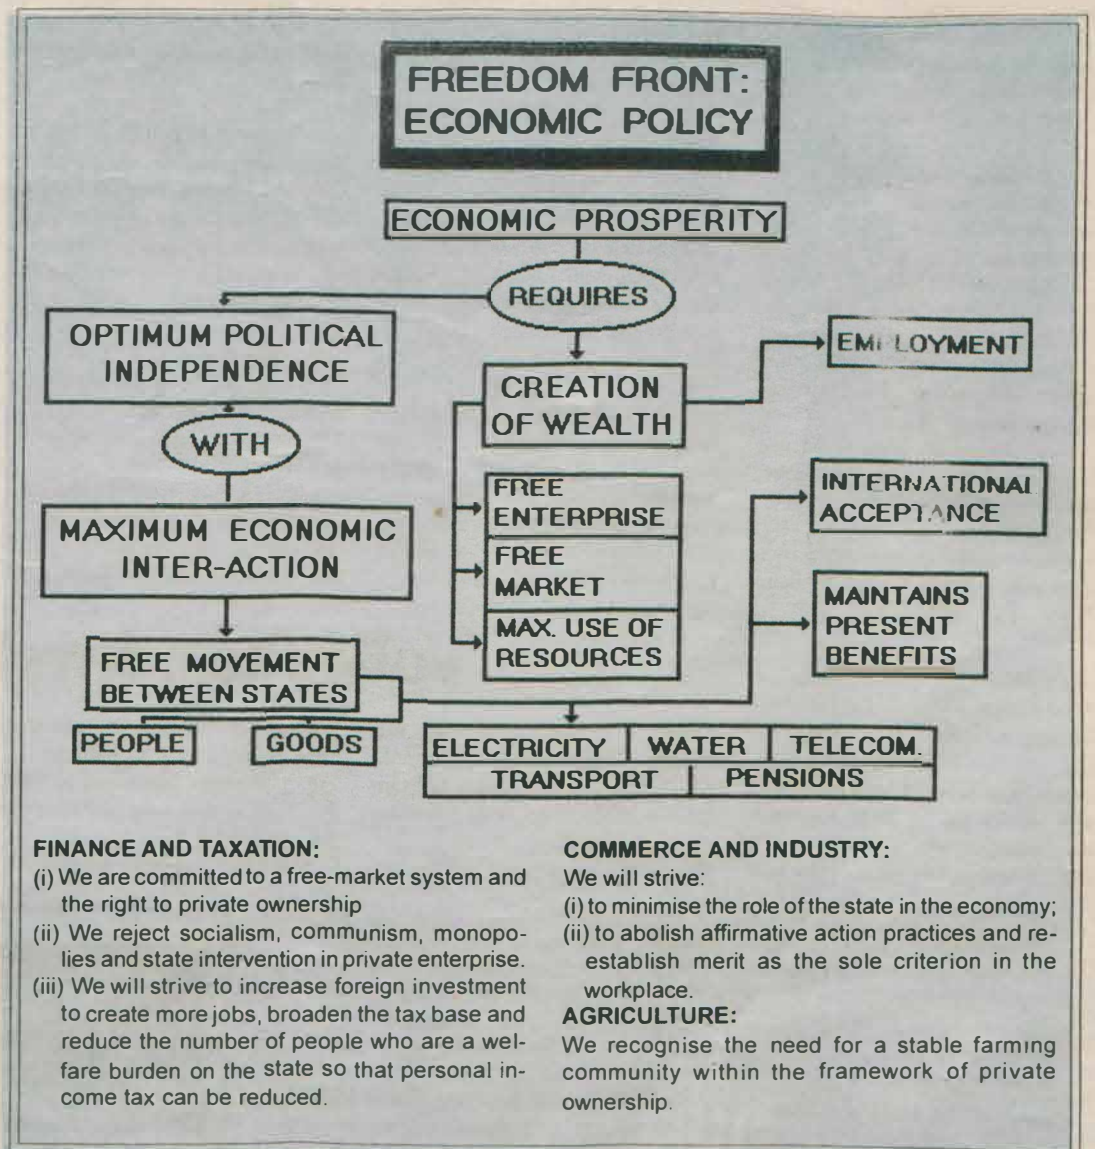 FREEDOM FRONT:
ECONOMIC POLICY
ECONOMIC PROSPERITY
REQUIRES
OPTIMUM POLITICAL
INDEPENDENCE
WITH
MAXIMUM ECONOMIC
INTER-ACTION
FREE MOVEMENT
BETWEEN STATES
PEOPLE
GOODS
CREATION
OF WEALTH
FREE
ENTERPRISE
FREE
MARKET
MAX. USE OF
RESOURCES
EMPLOYMENT
INTERNATIONAL
ACCEPTANCE
MAINTAINS
PRESENT
BENEFITS
ELECTRICITY WATER TELECOM.
TRANSPORT PENSIONS
FINANCE AND TAXATION:
(i) We are committed to a free-market system and
the right to private ownership
(ii) We reject socialism, communism, monopo-
lies and state intervention in private enterprise.
(iii) We will strive to increase foreign investment
to create more jobs, broaden the tax base and
reduce the number of people who are a wel-
fare burden on the state so that personal in-
come tax can be reduced.
COMMERCE AND INDUSTRY:
We will strive:
(i) to minimise the role of the state in the economy;
(ii) to abolish affirmative action practices and re-
establish merit as the sole criterion in the
workplace.
AGRICULTURE:
We recognise the need for a stable farming
community within the framework of private
ownership.